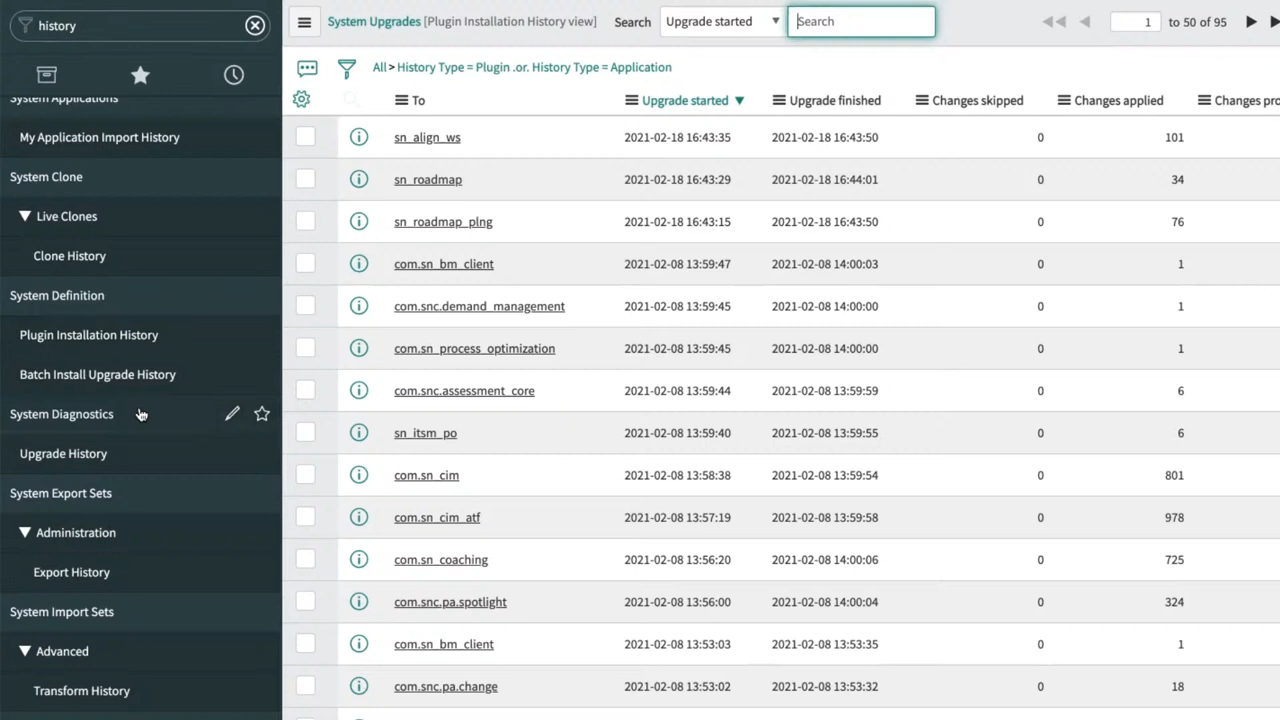 history
System Applications
My Application Import History
System Clone
Live Clones
Clone History
System Definition
Plugin Installation History
Batch Install Upgrade History
System Diagnostics
Upgrade History
System Export Sets
Administration
Export History
System Import Sets
Advanced
Transform History
System Upgrades [Plugin Installation History view] Search Upgrade started Search 1 to 50 of 95
All > History Type = Plugin .or. History Type = Application
To Upgrade started Upgrade finished Changes skipped Changes applied Changes pro
sn_align_ws 2021-02-18 16:43:35 2021-02-18 16:43:50 0 101
sn_roadmap 2021-02-18 16:43:29 2021-02-18 16:44:01 0 34
sn_roadmap_plng 2021-02-18 16:43:15 2021-02-18 16:43:50 0 76
com.sn_bm_client 2021-02-08 13:59:47 2021-02-08 14:00:03 0 1
com.snc.demand_management 2021-02-08 13:59:45 2021-02-08 14:00:00 0 1
com.sn_process_optimization 2021-02-08 13:59:45 2021-02-08 14:00:00 0 1
com.snc.assessment_core 2021-02-08 13:59:44 2021-02-08 13:59:59 0 6
sn_itsm_po 2021-02-08 13:59:40 2021-02-08 13:59:55 0 6
com.sn_cim 2021-02-08 13:58:38 2021-02-08 13:59:54 0 801
com.sn_cim_atf 2021-02-08 13:57:19 2021-02-08 13:59:58 0 978
com.sn_coaching 2021-02-08 13:56:20 2021-02-08 14:00:06 0 725
com.snc.pa.spotlight 2021-02-08 13:56:00 2021-02-08 14:00:04 0 324
com.sn_bm_client 2021-02-08 13:53:03 2021-02-08 13:53:35 0 1
com.snc.pa.change 2021-02-08 13:53:02 2021-02-08 13:53:32 0 18